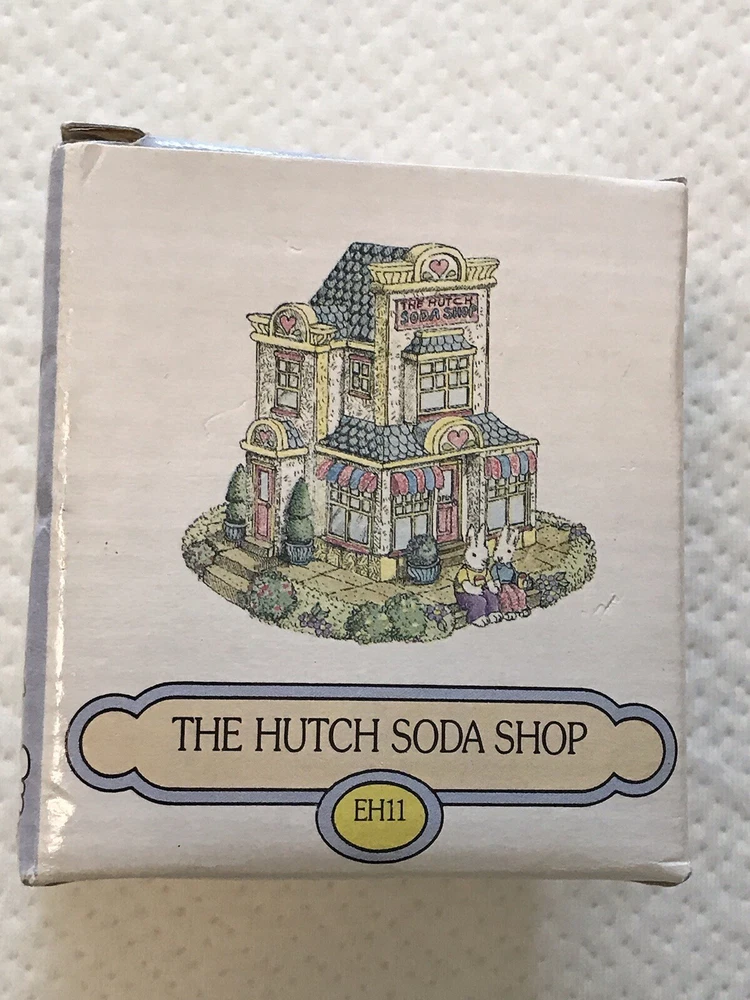 THE HUTCH
SODA SHOP
THE HUTCH SODA SHOP
EH11